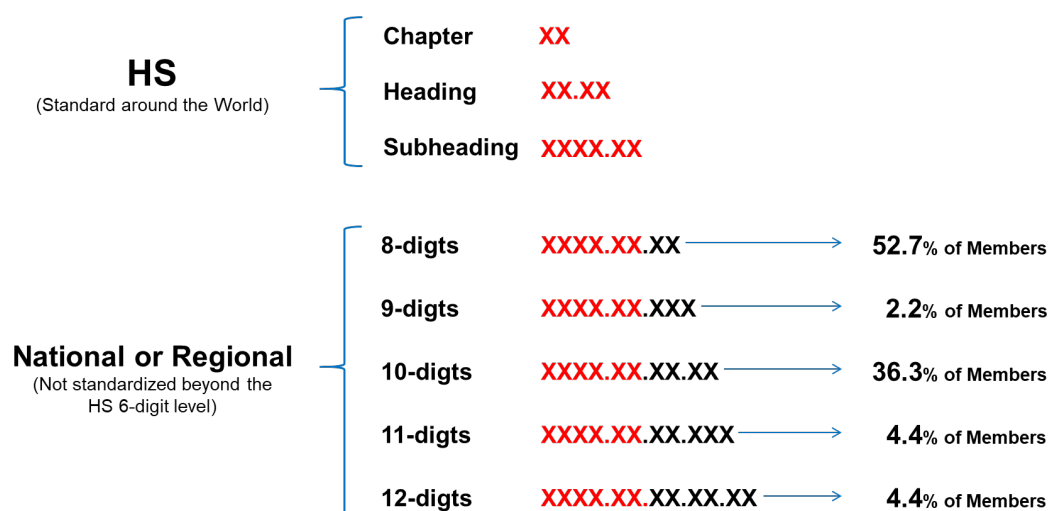 HS
(Standard around the World)
Chapter XX
Heading XX.XX
Subheading XXXX.XX
National or Regional
(Not standardized beyond the
HS 6-digit level)
8-digts XXXX.XX.XX 52.7% of Members
9-digts XXXX.XX.XXX 2.2% of Members
10-digts XXXX.XX.XX.XX 36.3% of Members
11-digts XXXX.XX.XX.XXX 4.4% of Members
12-digts XXXX.XX.XX.XX.XX 4.4% of Members